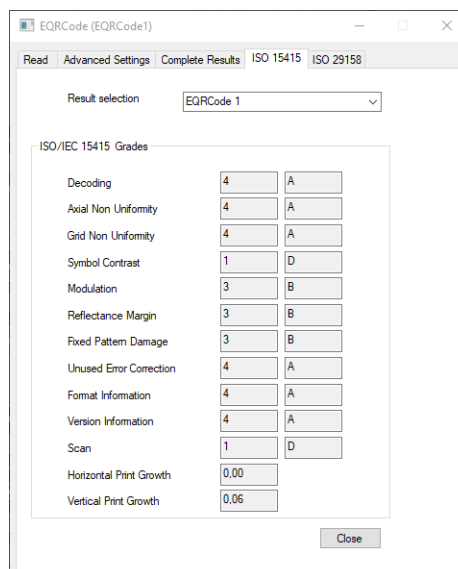 EQRCode (EQRCode1)
Read Advanced Settings Complete Results ISO 15415 ISO 29158
Result selection EQRCode 1
ISO/IEC 15415 Grades
Decoding 4 A
Axial Non Uniformity 4 A
Grid Non Uniformity 4 A
Symbol Contrast 1 D
Modulation 3 B
Reflectance Margin 3 B
Fixed Pattern Damage 3 B
Unused Error Correction 4 A
Format Information 4 A
Version Information 4 A
Scan 1 D
Horizontal Print Growth 0,00
Vertical Print Growth 0,06
Close